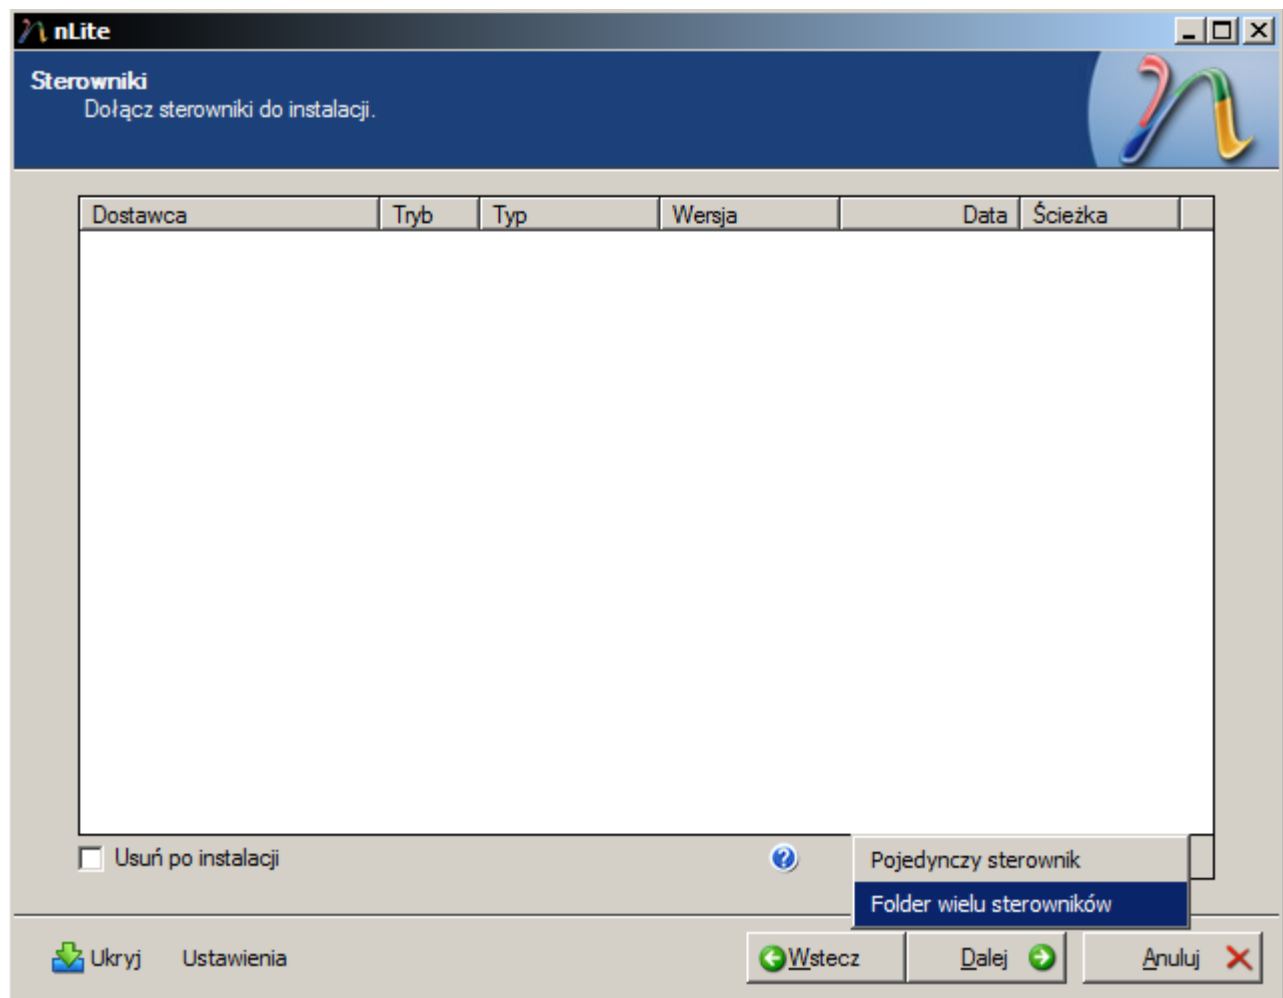 nLite
Sterowniki
Dołącz sterowniki do instalacji.
Dostawca Tryb Typ Wersja Data Ścieżka
Usuń po instalacji
Pojedynczy sterownik
Folder wielu sterowników
Ukryj Ustawienia Wstecz Dalej Anuluj